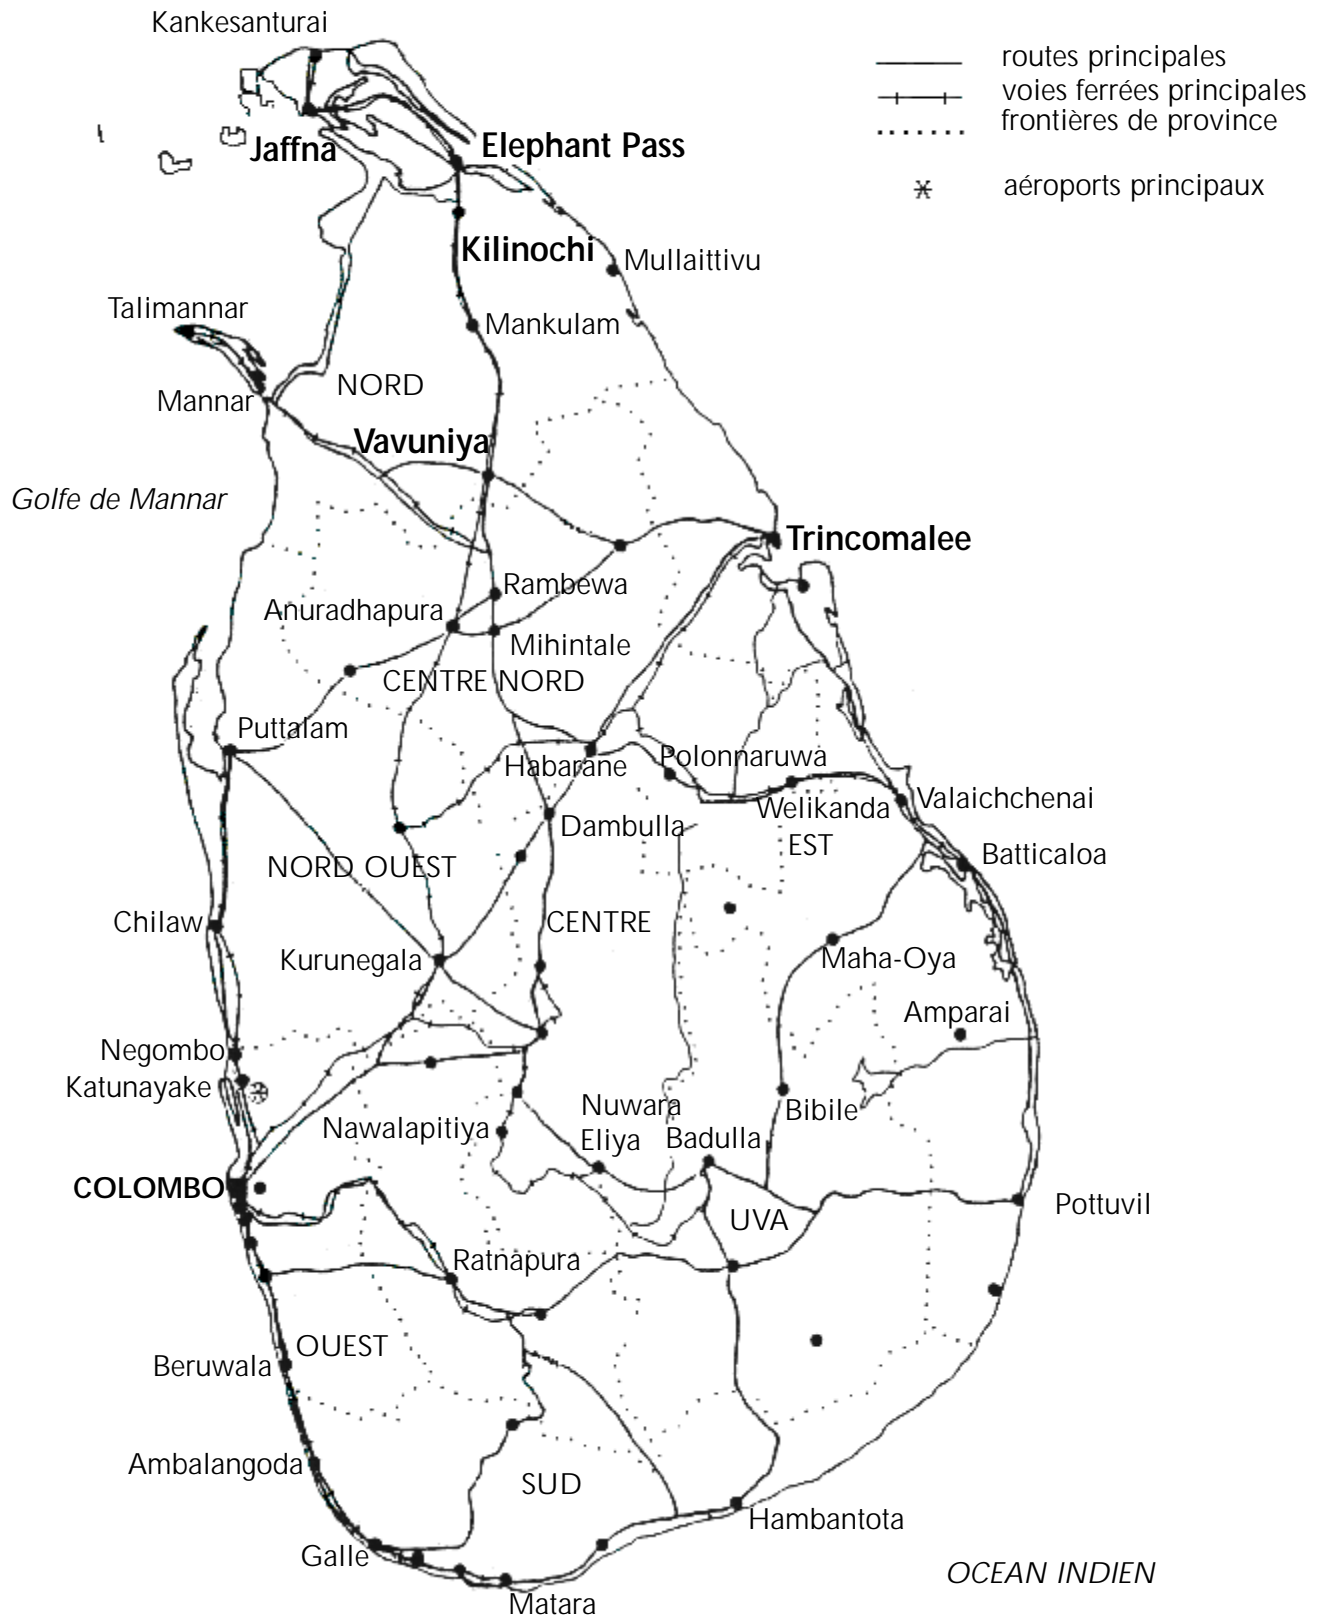 Kankesanturai
routes principales
voies ferrées principales
frontières de province
Jaffna
Elephant Pass
aéroports principaux
Kilinochi
Mullaittivu
Talimannar
Mankulam
NORD
Mannar
Vavuniya
Golfe de Mannar
Trincomalee
Rambewa
Anuradhapura
Mihintale
CENTRE NORD
Puttalam
Habarane
Polonnaruwa
Welikanda
Valaichchenai
Dambulla
EST
Batticaloa
NORD OUEST
Chilaw
CENTRE
Kurunegala
Maha-Oya
Amparai
Negombo
Katunayake
Nuwara
Eliya
Bibile
Nawalapitiya
Badulla
COLOMBO
Pottuvil
UVA
Ratnapura
OUEST
Beruwala
Ambalangoda
SUD
Hambantota
Galle
OCEAN INDIEN
Matara